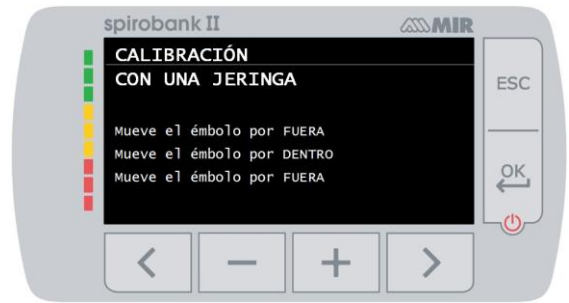 spirobank II
MIR
CALIBRACIÓN
CON UNA JERINGA
Mueve el émbolo por FUERA
Mueve el émbolo por DENTRO
Mueve el émbolo por FUERA
ESC
OK